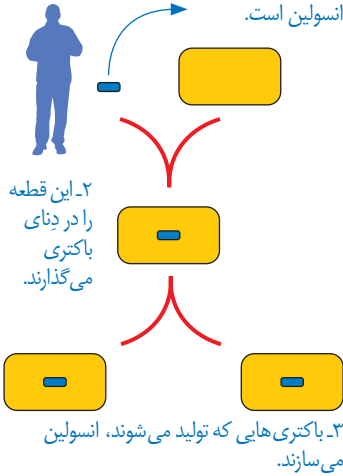 انسولین است.
۲ـ این قطعه
را در دِنای
باکتری
می‌گذارند.
۳ـ باکتری‌هایی که تولید می‌شوند، انسولین
می‌سازند.